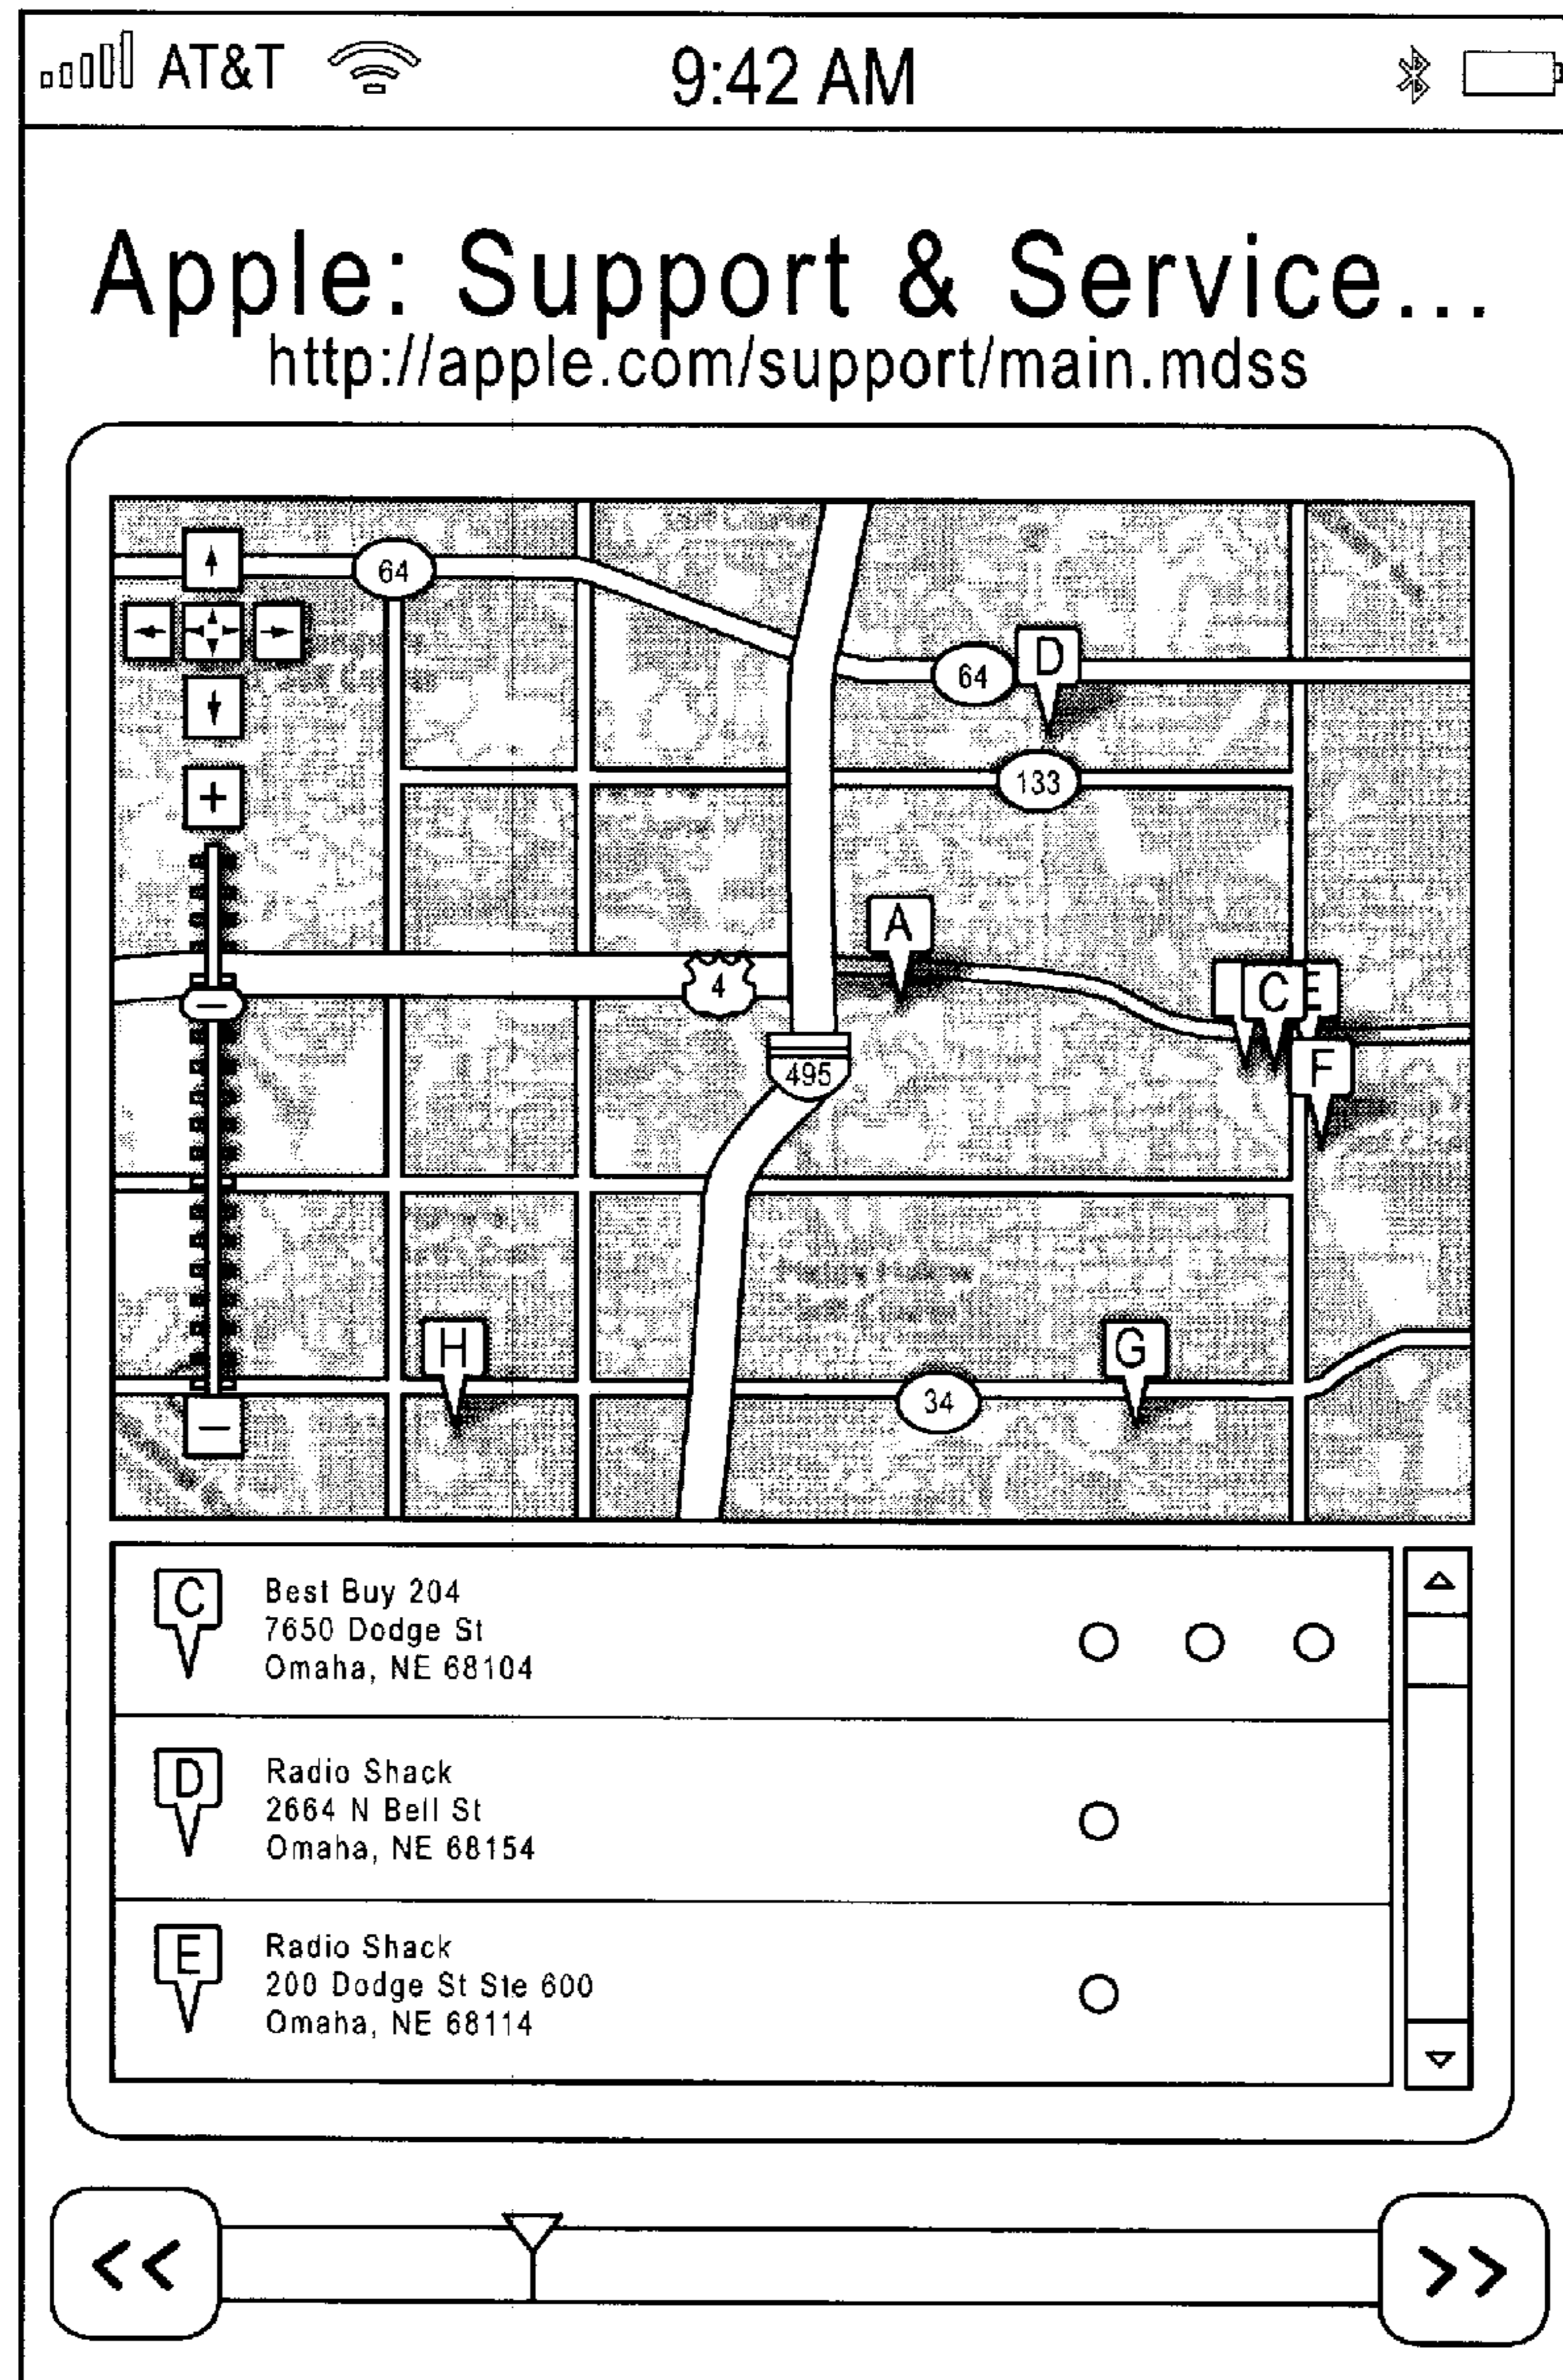 AT&T 9:42 AM
Apple: Support & Service...
http://apple.com/support/main.mdss
64
64
D
+
133
A
4
C E
495
F
H
G
34
−
C
Best Buy 204
7650 Dodge St
Omaha, NE 68104
D
Radio Shack
2664 N Bell St
Omaha, NE 68154
E
Radio Shack
200 Dodge St Ste 600
Omaha, NE 68114
<< >>